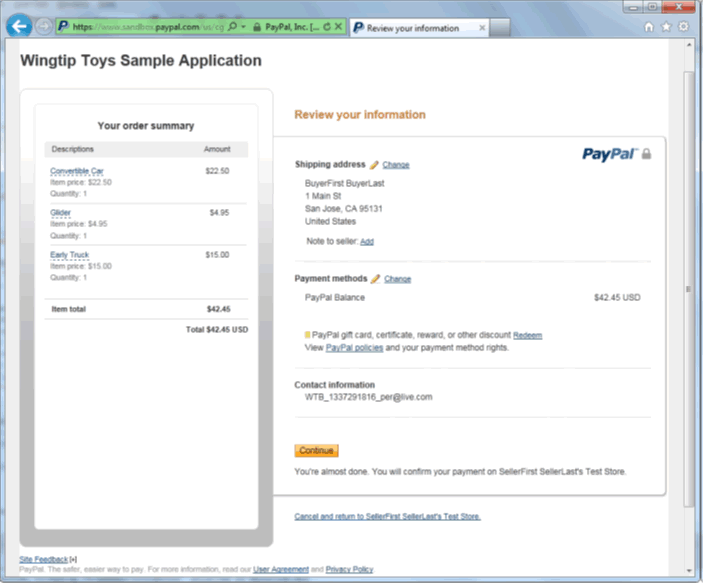 https://www.sandbox.paypal.com/us/cg
PayPal, Inc. [...
Review your information
Wingtip Toys Sample Application
Your order summary
Descriptions Amount
Convertible Car $22.50
Item price: $22.50
Quantity: 1
Glider $4.95
Item price: $4.95
Quantity: 1
Early Truck $15.00
Item price: $15.00
Quantity: 1
Item total $42.45
Total $42.45 USD
Review your information
PayPal
Shipping address Change
BuyerFirst BuyerLast
1 Main St
San Jose, CA 95131
United States
Note to seller: Add
Payment methods Change
PayPal Balance $42.45 USD
PayPal gift card, certificate, reward, or other discount Redeem
View PayPal policies and your payment method rights.
Contact information
WTB_1337291816_per@live.com
Continue
You're almost done. You will confirm your payment on SellerFirst SellerLast's Test Store.
Cancel and return to SellerFirst SellerLast's Test Store.
Site Feedback [+]
PayPal. The safer, easier way to pay. For more information, read our User Agreement and Privacy Policy